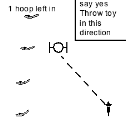 1 hoop left in
say yes
Throw toy
in this
direction